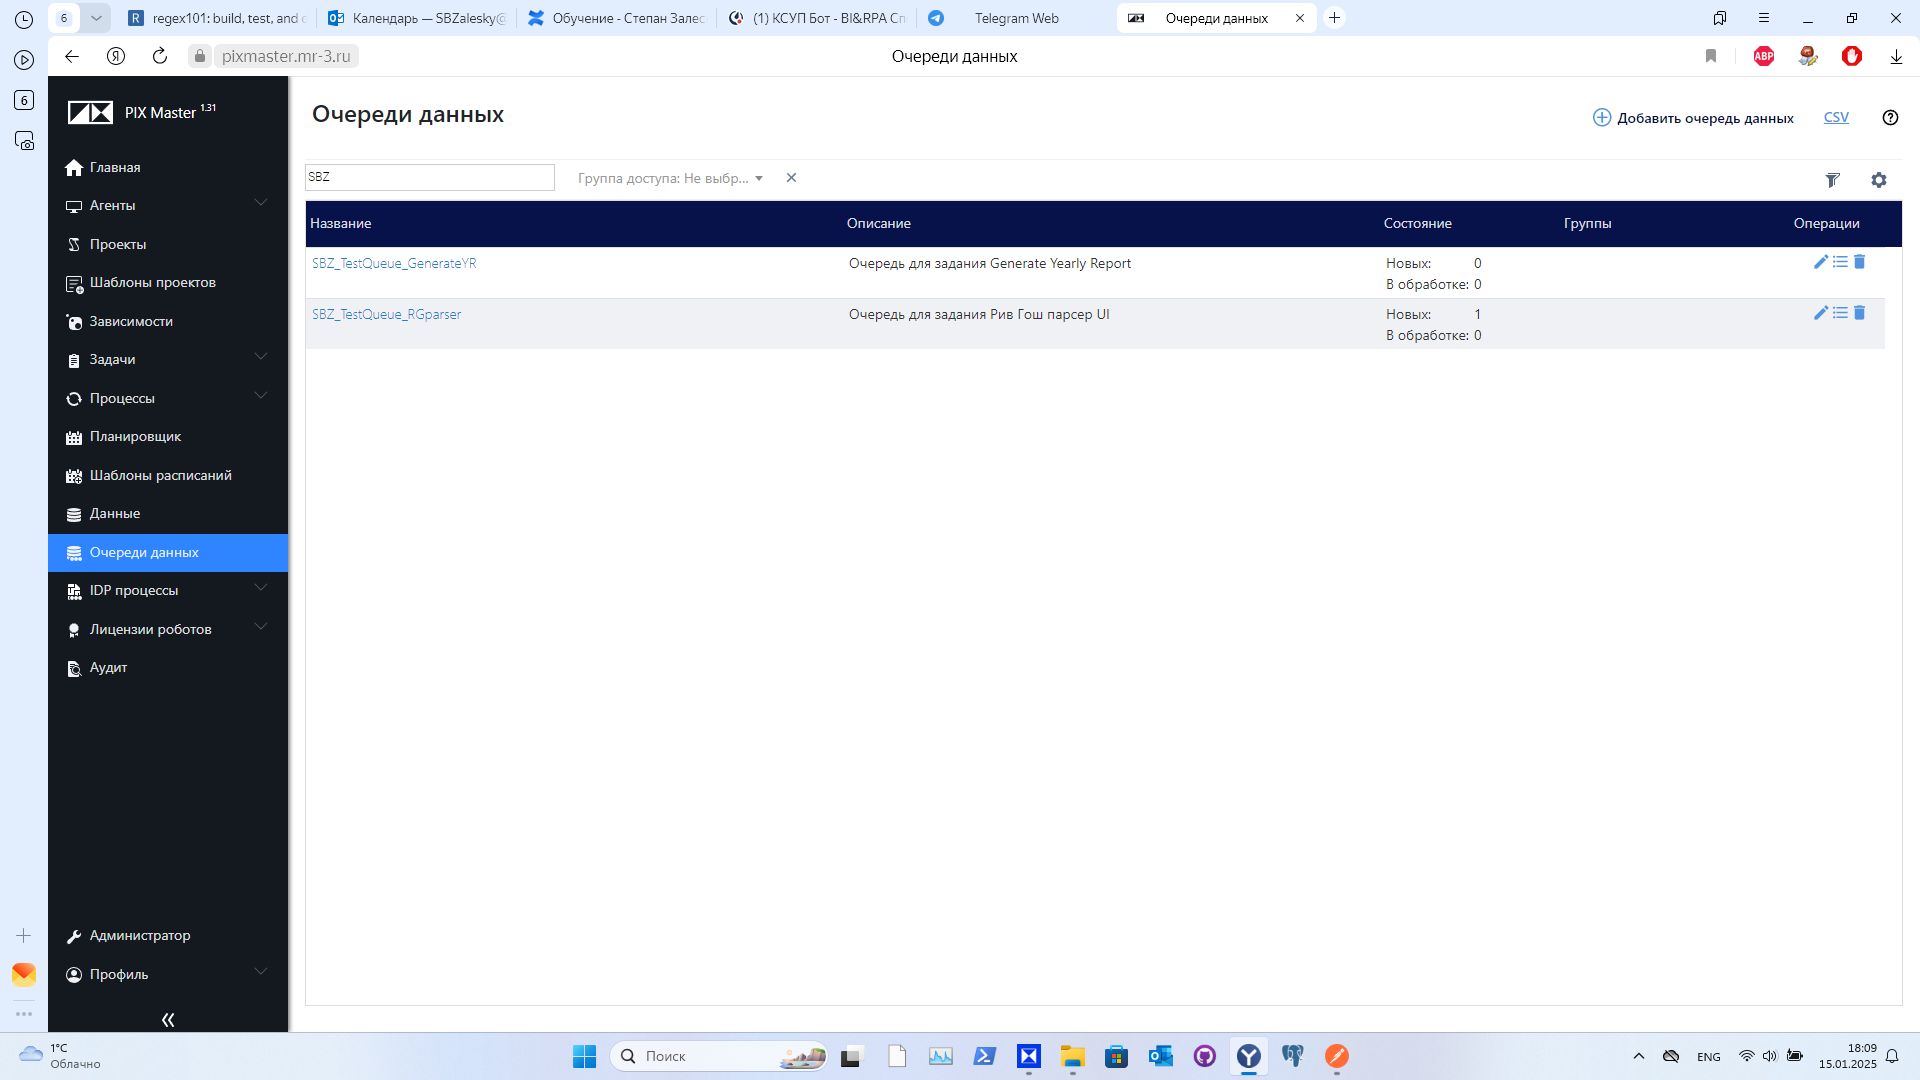 6
regex101: build, test, and
Календарь — SBZalesky@
Обучение - Степан Залес
(1) КСУП Бот - BI&RPA Сп
Telegram Web
Очереди данных
pixmaster.mr-3.ru
Очереди данных
ABP
6
PIX Master 1.31
Главная
Агенты
Проекты
Шаблоны проектов
Зависимости
Задачи
Процессы
Планировщик
Шаблоны расписаний
Данные
Очереди данных
IDP процессы
Лицензии роботов
Аудит
Администратор
Профиль
Очереди данных
Добавить очередь данных
CSV
SBZ
Группа доступа: Не выбр...
Название Описание Состояние Группы Операции
SBZ_TestQueue_GenerateYR Очередь для задания Generate Yearly Report Новых: 0
В обработке: 0
SBZ_TestQueue_RGparser Очередь для задания Рив Гош парсер UI Новых: 1
В обработке: 0
1°C
Облачно
Поиск
ENG
18:09
15.01.2025